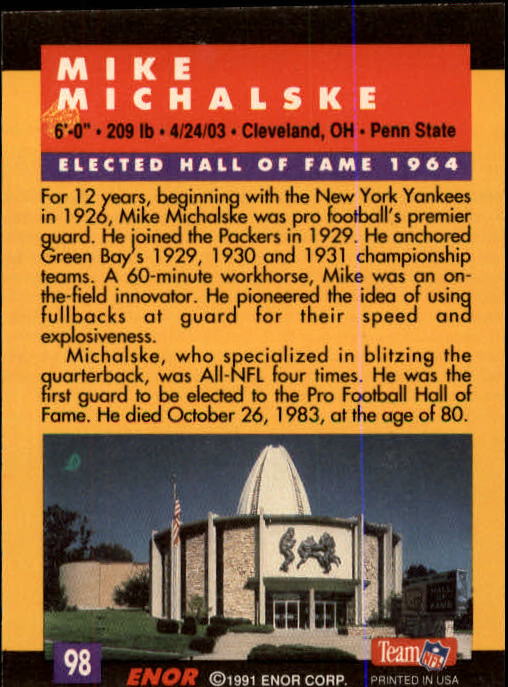 MIKE
MICHALSKE
6'-0" • 209 lb • 4/24/03 • Cleveland, OH • Penn State
ELECTED HALL OF FAME 1964
For 12 years, beginning with the New York Yankees
in 1926, Mike Michalske was pro football's premier
guard. He joined the Packers in 1929. He anchored
Green Bay's 1929, 1930 and 1931 championship
teams. A 60-minute workhorse, Mike was an on-
the-field innovator. He pioneered the idea of using
fullbacks at guard for their speed and
explosiveness.
Michalske, who specialized in blitzing the
quarterback, was All-NFL four times. He was the
first guard to be elected to the Pro Football Hall of
Fame. He died October 26, 1983, at the age of 80.
HALL OF FAME
Team NFL
98 ENOR ©1991 ENOR CORP. PRINTED IN USA